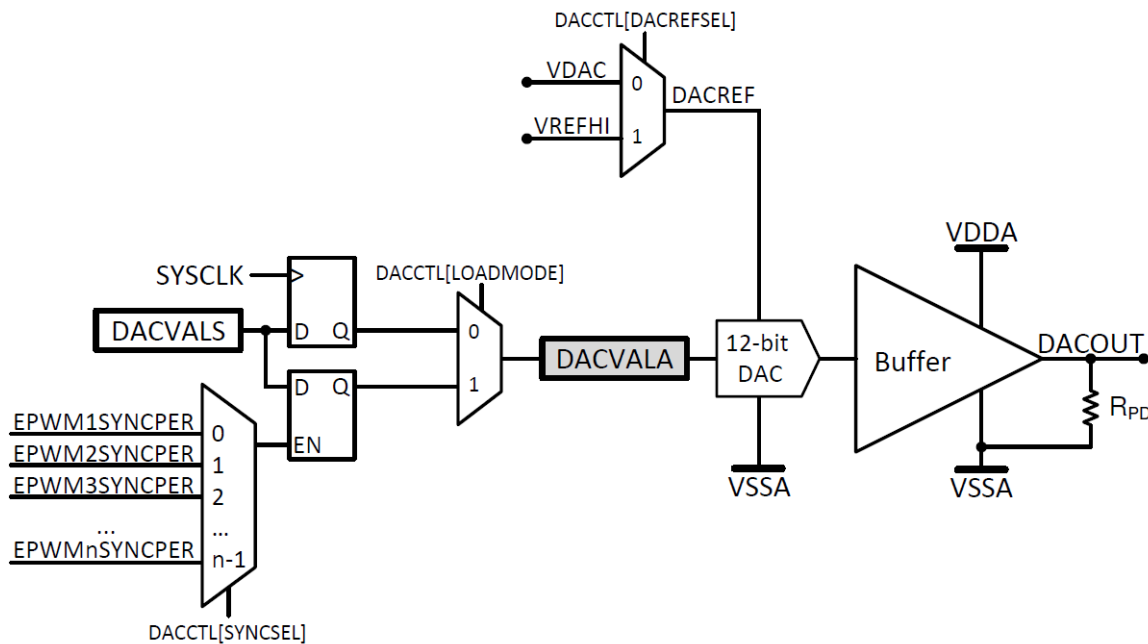 DACCTL[DACREFSEL]
VDAC
0
DACREF
VREFHI
1
VDDA
SYSCLK
DACCTL[LOADMODE]
DACVALS
D
Q
0
1
DACVALA
12-bit
DAC
Buffer
DACOUT
RPD
D
Q
EN
EPWM1SYNCPER
0
EPWM2SYNCPER
1
EPWM3SYNCPER
2
...
...
EPWMnSYNCPER
n-1
VSSA
VSSA
DACCTL[SYNCSEL]